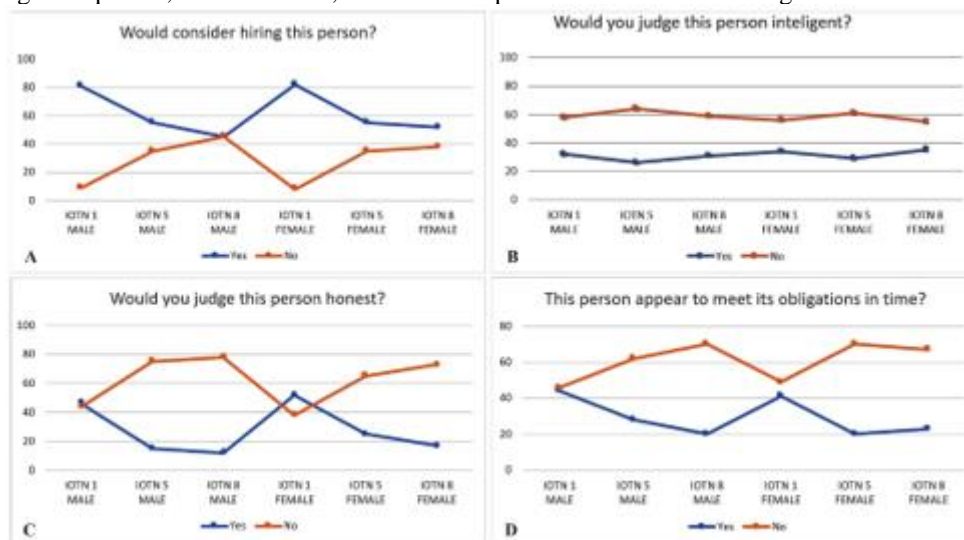 Would consider hiring this person?
100
80
60
40
20
0
IOTN 1 IOTN 5 IOTN 8 IOTN 1 IOTN 5 IOTN 8
MALE MALE MALE FEMALE FEMALE FEMALE
A
Yes No
Would you judge this person inteligent?
100
80
60
40
20
0
IOTN 1 IOTN 5 IOTN 8 IOTN 1 IOTN 5 IOTN 8
MALE MALE MALE FEMALE FEMALE FEMALE
B
Yes No
Would you judge this person honest?
100
80
60
40
20
0
IOTN 1 IOTN 5 IOTN 8 IOTN 1 IOTN 5 IOTN 8
MALE MALE MALE FEMALE FEMALE FEMALE
C
Yes No
This person appear to meet its obligations in time?
80
60
40
20
0
IOTN 1 IOTN 5 IOTN 8 IOTN 1 IOTN 5 IOTN 8
MALE MALE MALE FEMALE FEMALE FEMALE
D
Yes No